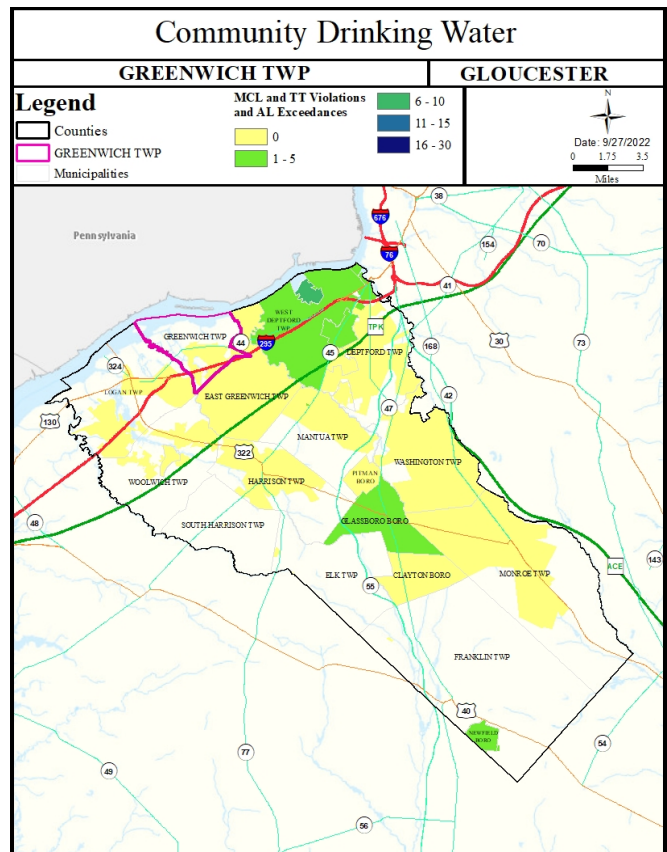 Community Drinking Water
GREENWICH TWP
GLOUCESTER
Legend
Counties
GREENWICH TWP
Municipalities
MCL and TT Violations
and AL Exceedances
0
1 - 5
6 - 10
11 - 15
16 - 30
N
Date: 9/27/2022
0 1.75 3.5
Miles
Pennsylvania
38
676
154
70
76
41
WEST
DEPTFORD
TWP
GREENWICH TWP
44
295
TPK
45
168
30
73
DEPTFORD TWP
324
LOGAN TWP
EAST GREENWICH TWP
42
47
130
MANTUA TWP
322
WASHINGTON TWP
PITMAN
BORO
WOOLWICH TWP
HARRISON TWP
48
SOUTH HARRISON TWP
GLASSBORO BORO
143
ACE
ELK TWP
CLAYTON BORO
MONROE TWP
55
FRANKLIN TWP
40
NEWFIELD
BORO
54
77
49
56